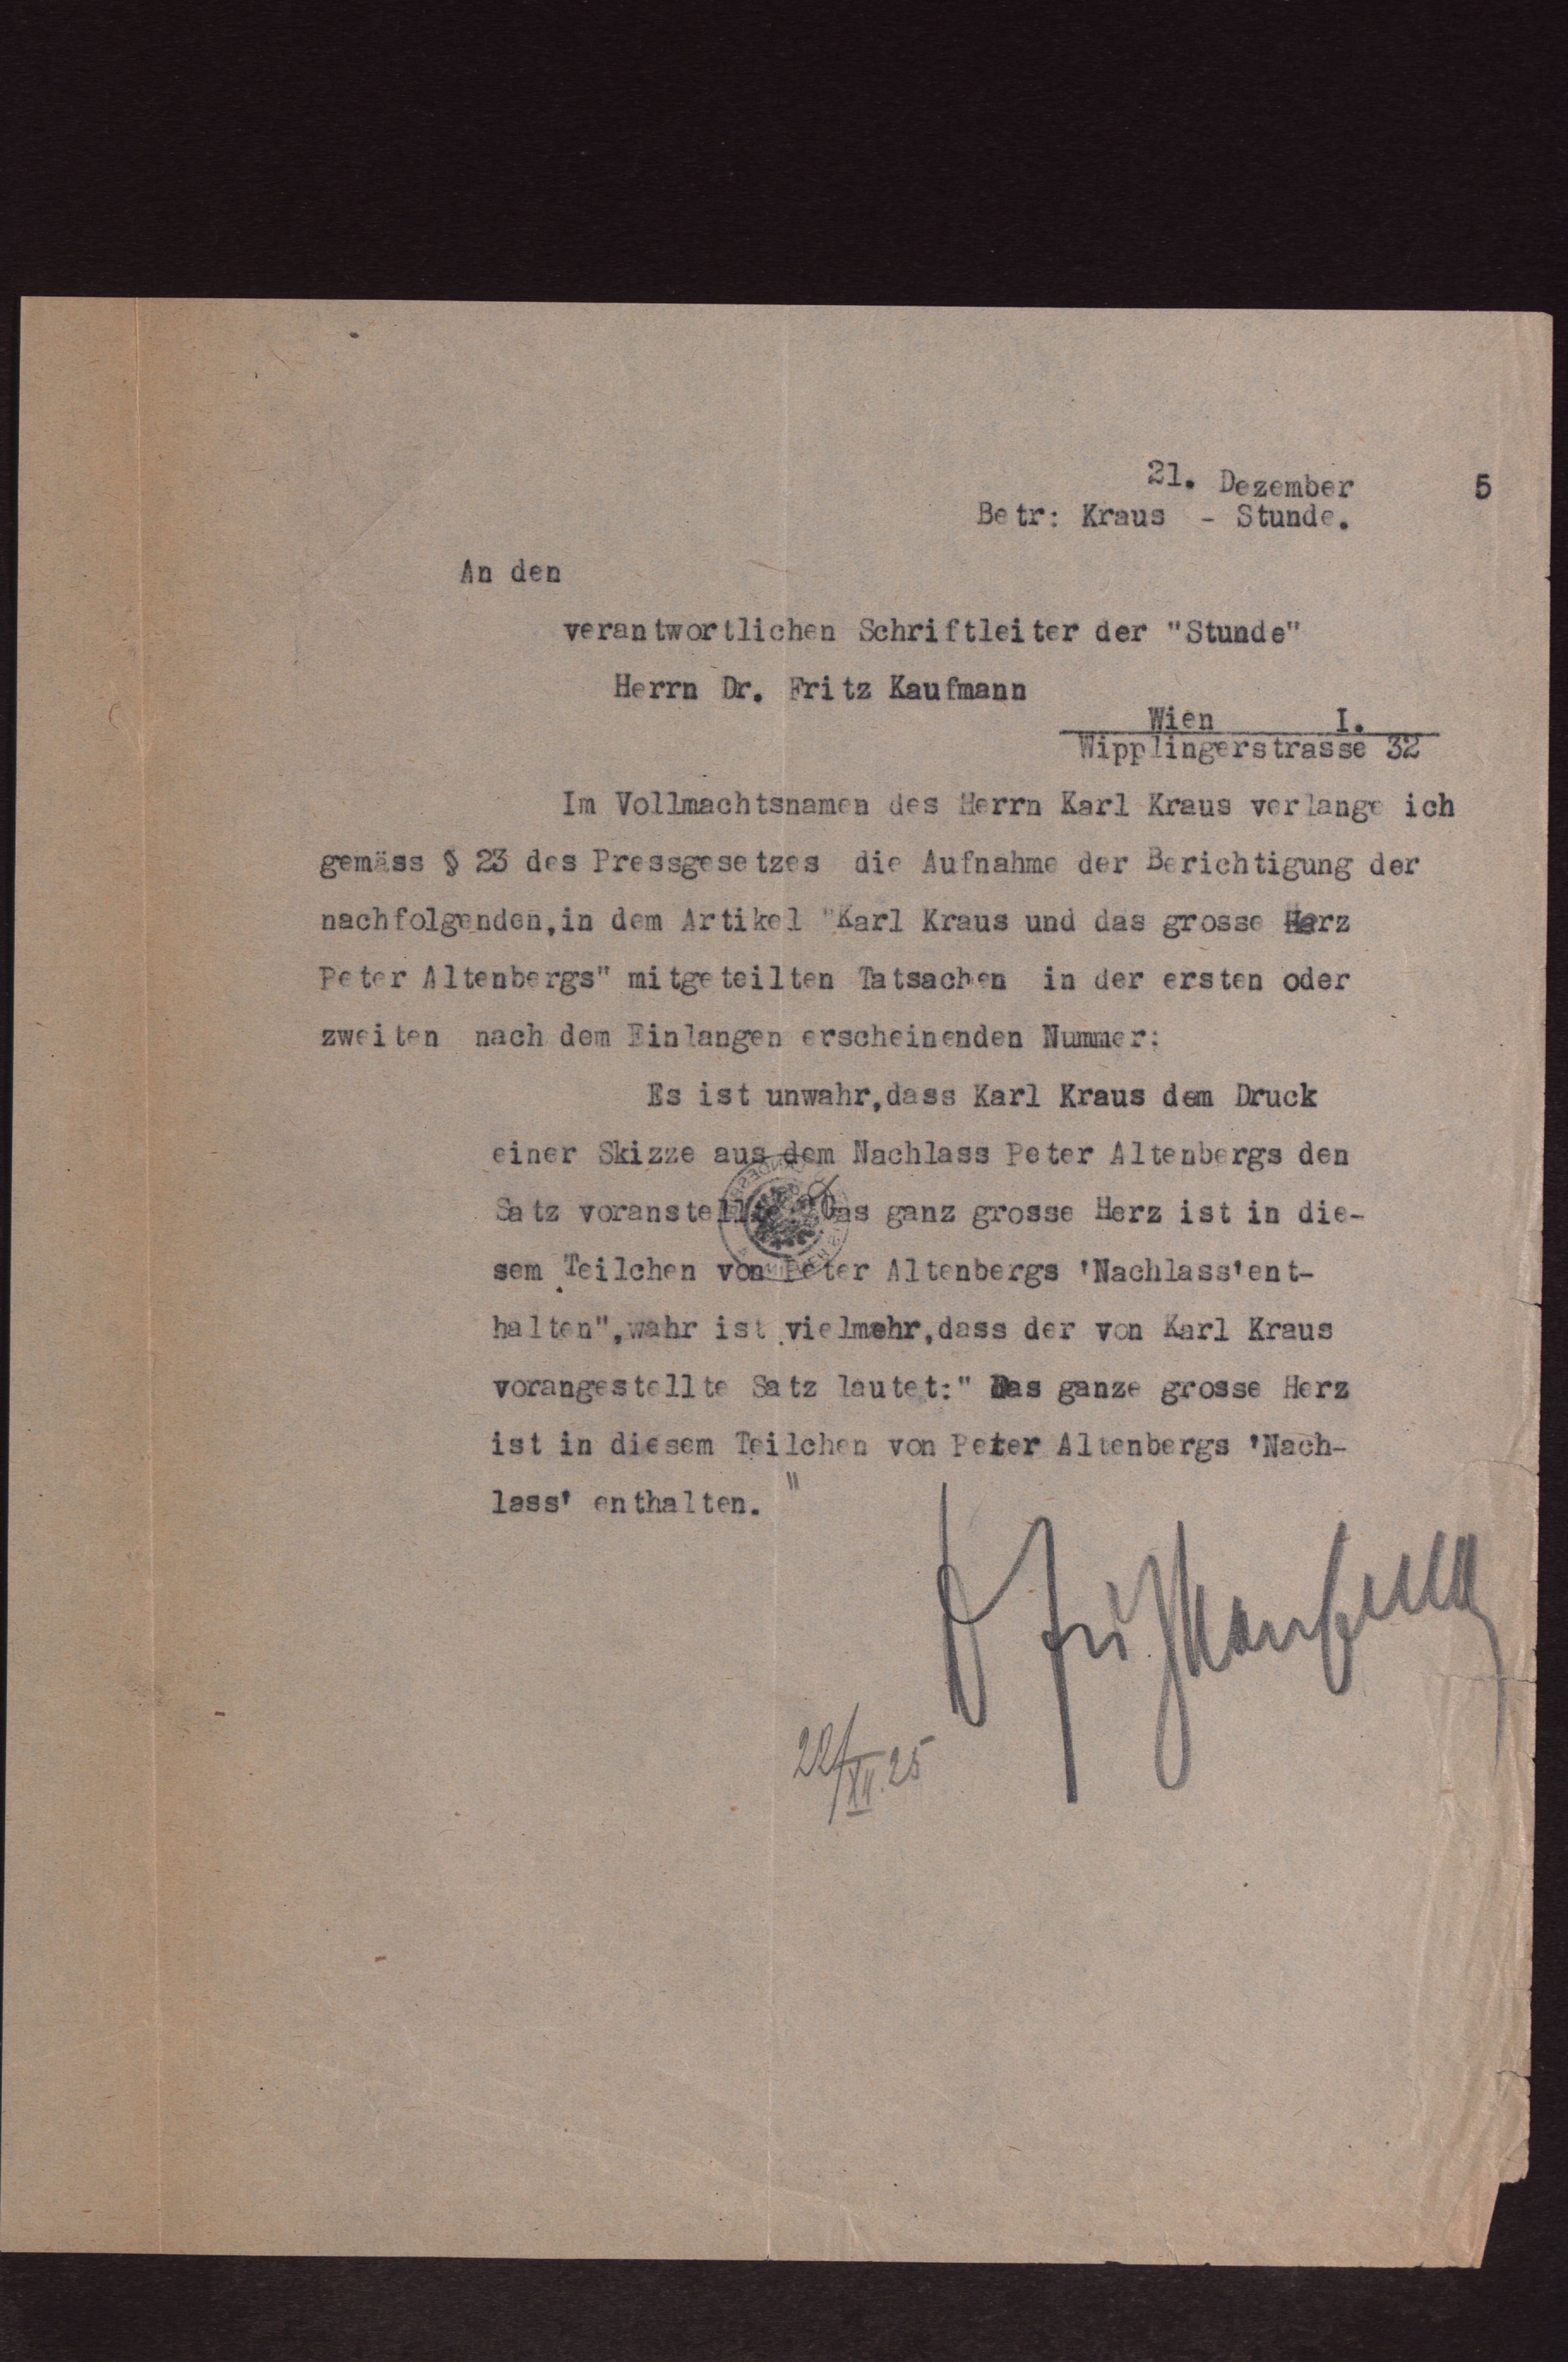 21. Dezember 5
Betr: Kraus - Stunde.
An den
verantwortlichen Schriftleiter der "Stunde"
Herrn Dr. Fritz Kaufmann
Wien I.
Wipplingerstrasse 32
Im Vollmachtsnamen des Herrn Karl Kraus verlange ich
gemäss § 23 des Pressgesetzes die Aufnahme der Berichtigung der
nachfolgenden, in dem Artikel "Karl Kraus und das grosse Herz
Peter Altenbergs" mitgeteilten Tatsachen in der ersten oder
zweiten nach dem Einlangen erscheinenden Nummer:
Es ist unwahr, dass Karl Kraus dem Druck
einer Skizze aus dem Nachlass Peter Altenbergs den
Satz voranstellte "Das ganz grosse Herz ist in die-
sem Teilchen von Peter Altenbergs 'Nachlass' ent-
halten", wahr ist vielmehr, dass der von Karl Kraus
vorangestellte Satz lautet:" Das ganze grosse Herz
ist in diesem Teilchen von Peter Altenbergs 'Nach-
lass' enthalten. "
Fritz Kaufmann
22/XII.25